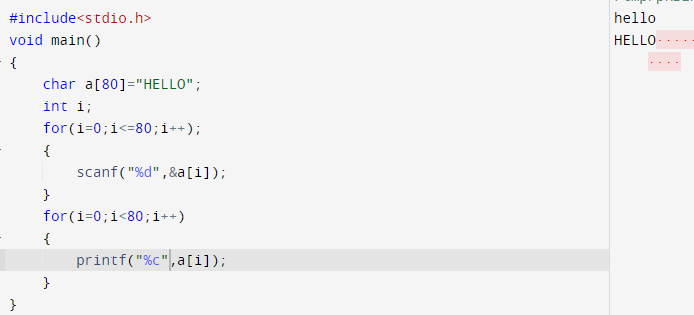 #include<stdio.h>
void main()
{
char a[80]="HELLO";
int i;
for(i=0;i<=80;i++);
{
scanf("%d",&a[i]);
}
for(i=0;i<80;i++)
{
printf("%c",a[i]);
}
}
hello
HELLO·····
····